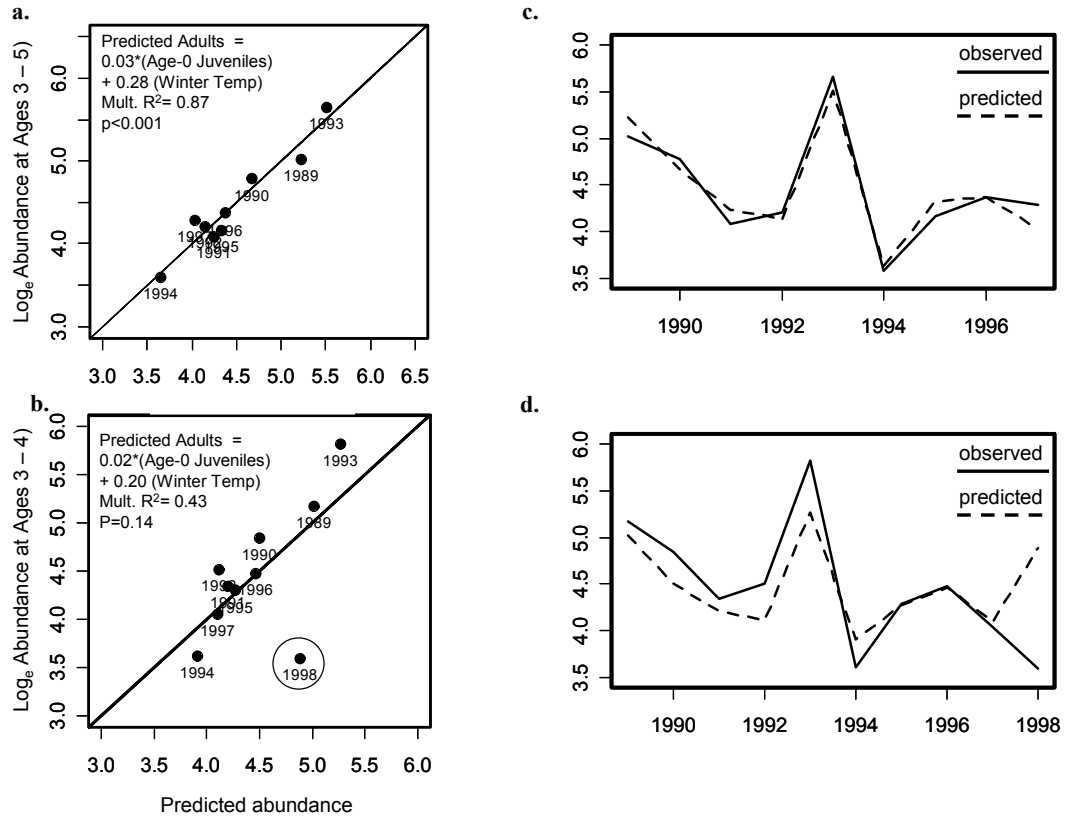 a.
Log_e Abundance at Ages 3 – 5)
Predicted Adults =
0.03*(Age-0 Juveniles)
+ 0.28 (Winter Temp)
Mult. R²= 0.87
p<0.001
6.0
5.0
4.0
3.0
1993
1989
1990
1996
1995
1991
1994
3.0 3.5 4.0 4.5 5.0 5.5 6.0 6.5
b.
Log_e Abundance at Ages 3 – 4)
Predicted Adults =
0.02*(Age-0 Juveniles)
+ 0.20 (Winter Temp)
Mult. R²= 0.43
P=0.14
6.0
5.5
5.0
4.5
4.0
3.5
3.0
1993
1989
1990
1992
1996
1991
1995
1997
1994
1998
3.0 3.5 4.0 4.5 5.0 5.5 6.0
Predicted abundance
c.
observed
predicted
6.0
5.5
5.0
4.5
4.0
3.5
1990 1992 1994 1996
d.
observed
predicted
6.0
5.5
5.0
4.5
4.0
3.5
1990 1992 1994 1996 1998